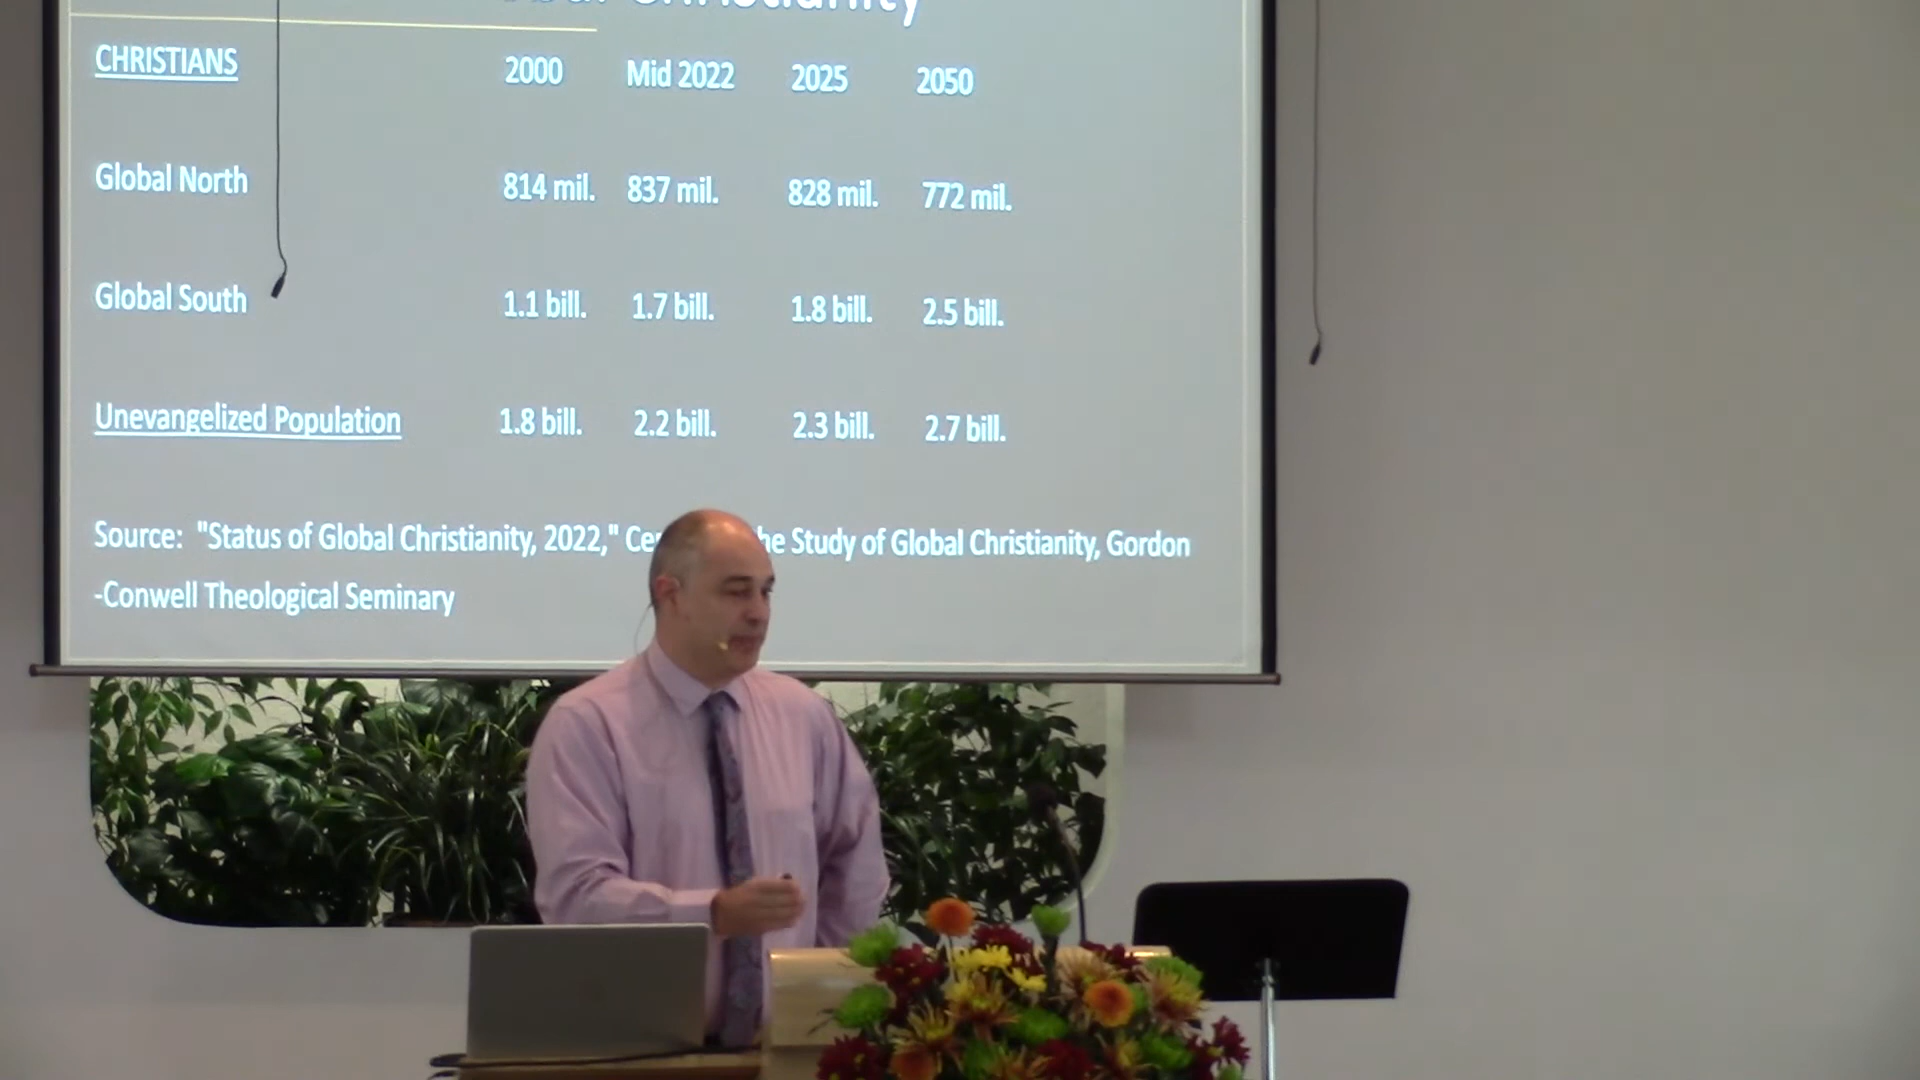 Christianity
CHRISTIANS 2000 Mid 2022 2025 2050
Global North 814 mil. 837 mil. 828 mil. 772 mil.
Global South 1.1 bill. 1.7 bill. 1.8 bill. 2.5 bill.
Unevangelized Population 1.8 bill. 2.2 bill. 2.3 bill. 2.7 bill.
Source: "Status of Global Christianity, 2022," Study of Global Christianity, Gordon
-Conwell Theological Seminary